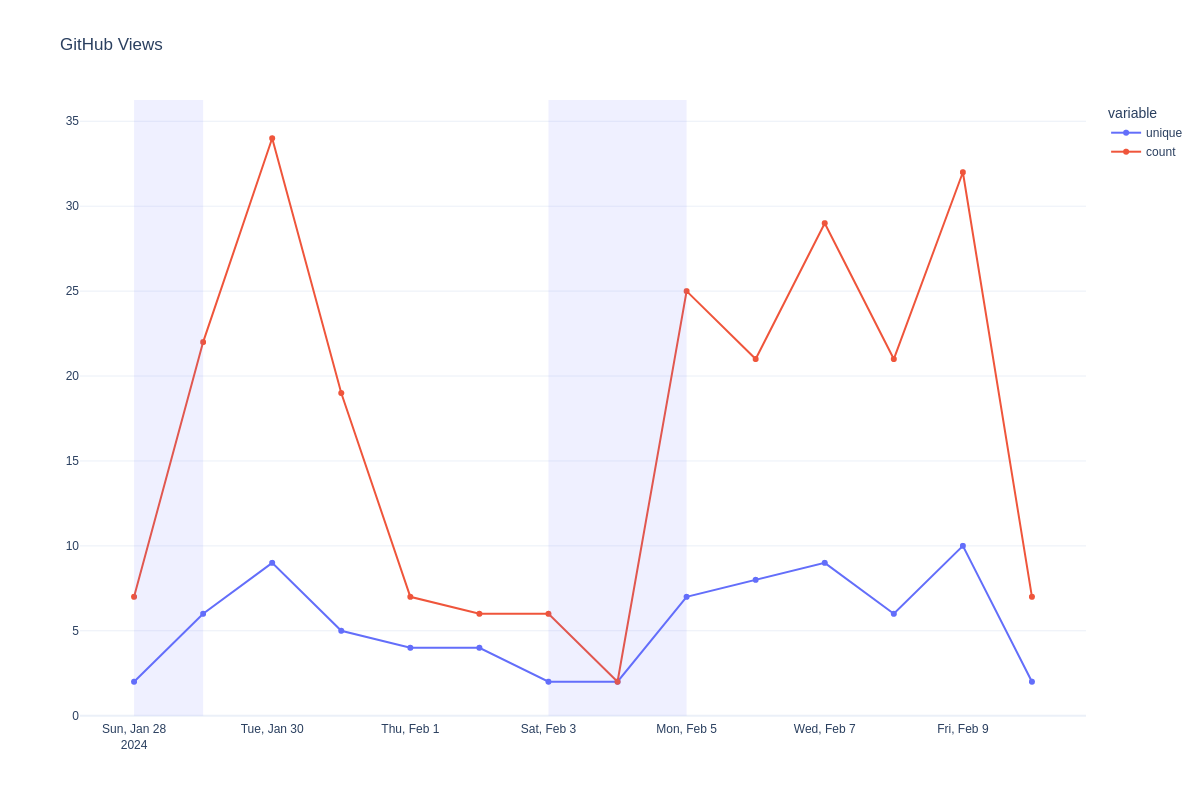 GitHub Views
variable
unique
count
35
30
25
20
15
10
5
0
Sun, Jan 28 Tue, Jan 30 Thu, Feb 1 Sat, Feb 3 Mon, Feb 5 Wed, Feb 7 Fri, Feb 9
2024